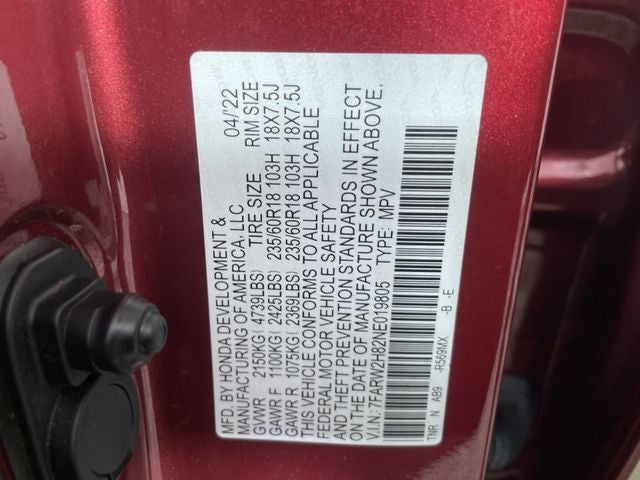 MFD. BY HONDA DEVELOPMENT & 04/22
MANUFACTURING OF AMERICA, LLC
TIRE SIZE RIM SIZE
GVWR 2150KG( 4739LBS)
GAWR F 1100KG( 2425LBS) 235/60R18 103H 18X7.5J
GAWR R 1075KG( 2369LBS) 235/60R18 103H 18X7.5J
THIS VEHICLE CONFORMS TO ALL APPLICABLE
FEDERAL MOTOR VEHICLE SAFETY
AND THEFT PREVENTION STANDARDS IN EFFECT
ON THE DATE OF MANUFACTURE SHOWN ABOVE.
V.I.N.: 7FARW2H82NE019805 TYPE: MPV
TNR N AB9 -R569MX -B -E